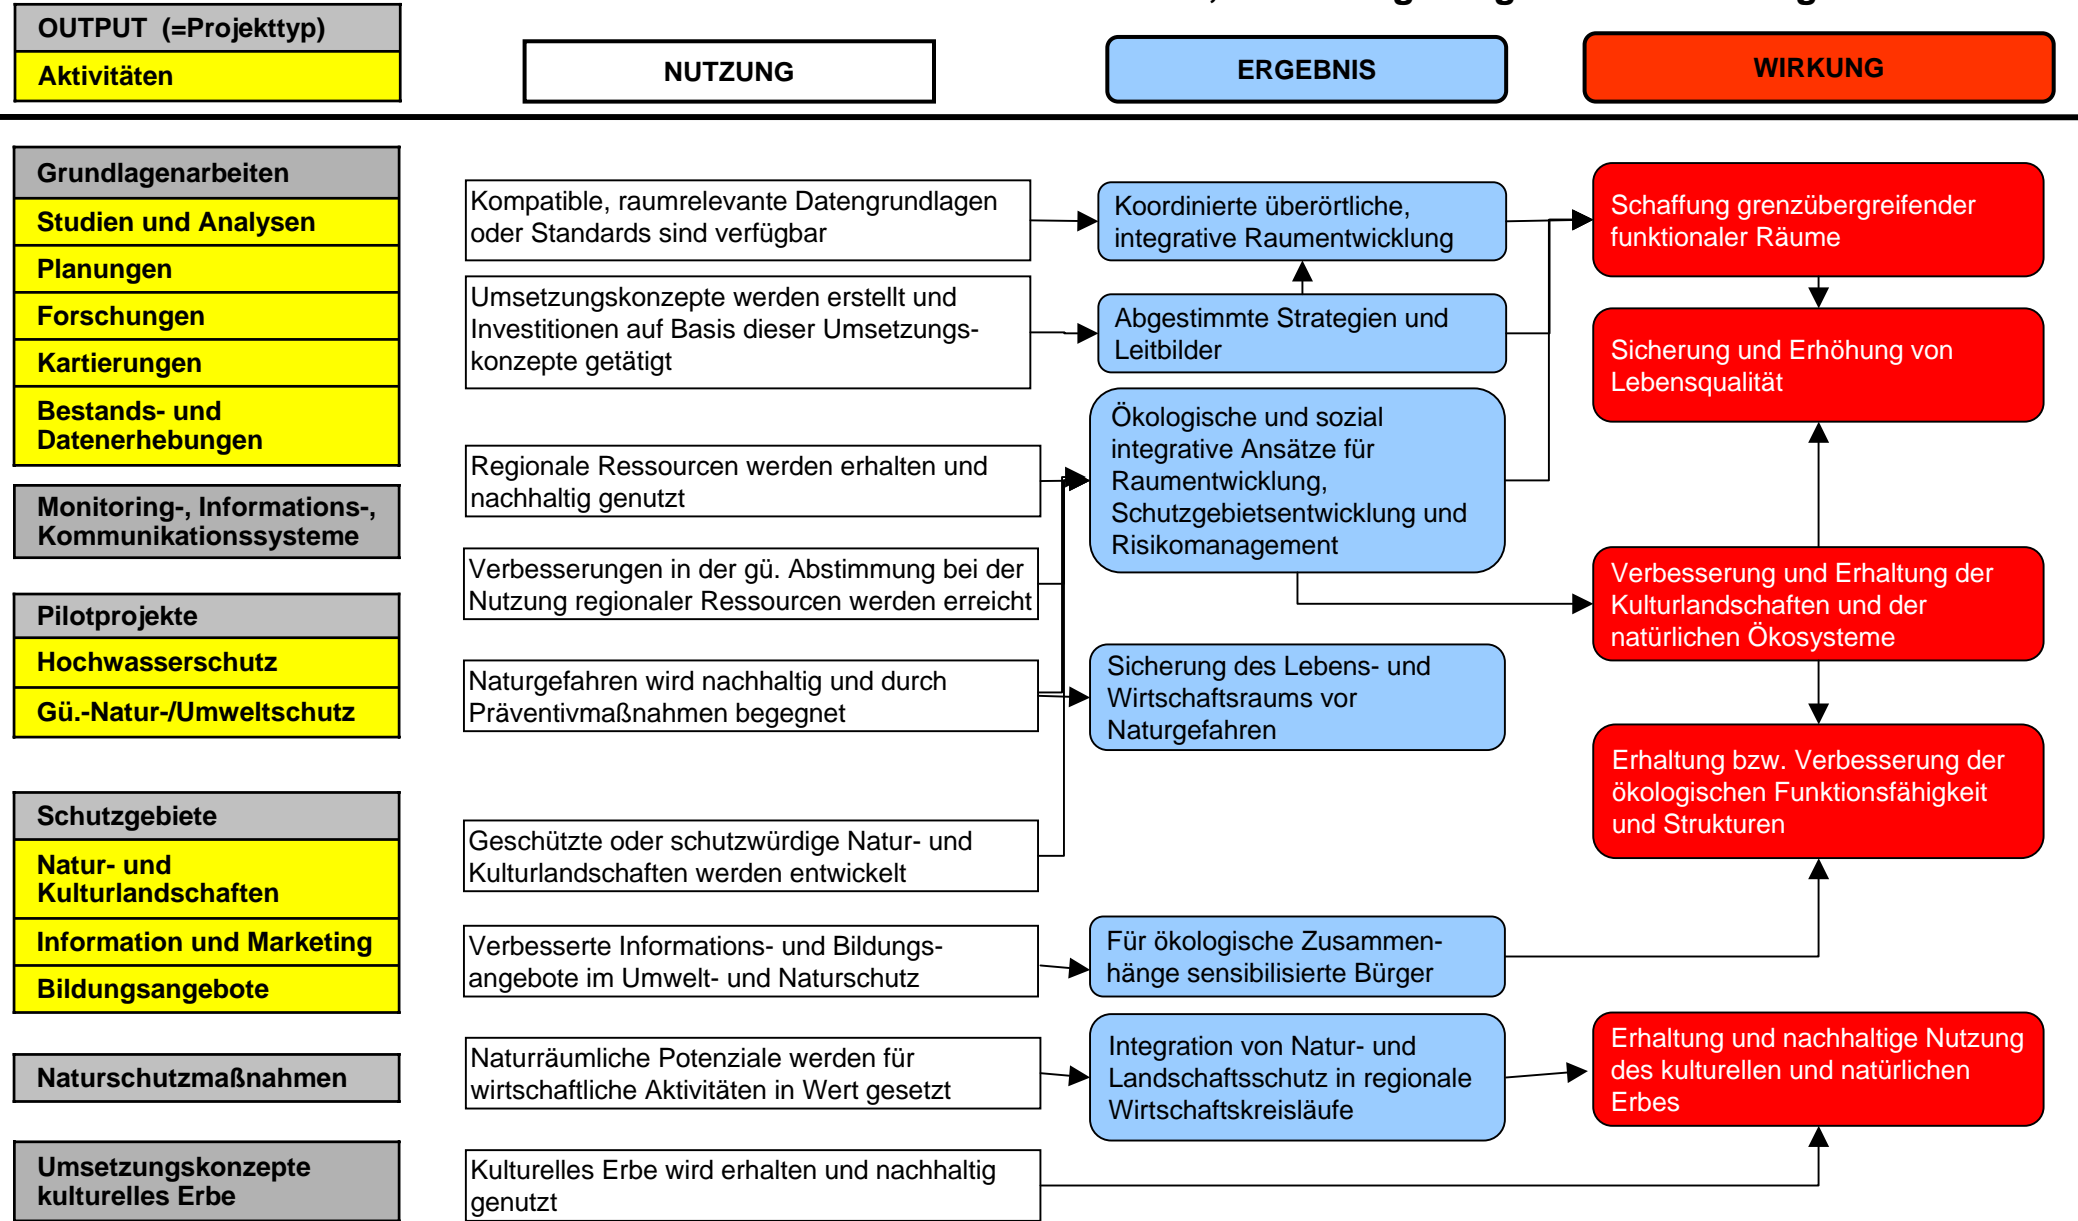 OUTPUT (=Projekttyp)
Aktivitäten
NUTZUNG
ERGEBNIS
WIRKUNG
Grundlagenarbeiten
Studien und Analysen
Planungen
Forschungen
Kartierungen
Bestands- und
Datenerhebungen
Monitoring-, Informations-,
Kommunikationssysteme
Pilotprojekte
Hochwasserschutz
Gü.-Natur-/Umweltschutz
Schutzgebiete
Natur- und
Kulturlandschaften
Information und Marketing
Bildungsangebote
Naturschutzmaßnahmen
Umsetzungskonzepte
kulturelles Erbe
Kompatible, raumrelevante Datengrundlagen
oder Standards sind verfügbar
Umsetzungskonzepte werden erstellt und
Investitionen auf Basis dieser Umsetzungs-
konzepte getätigt
Regionale Ressourcen werden erhalten und
nachhaltig genutzt
Verbesserungen in der gü. Abstimmung bei der
Nutzung regionaler Ressourcen werden erreicht
Naturgefahren wird nachhaltig und durch
Präventivmaßnahmen begegnet
Geschützte oder schutzwürdige Natur- und
Kulturlandschaften werden entwickelt
Verbesserte Informations- und Bildungs-
angebote im Umwelt- und Naturschutz
Naturräumliche Potenziale werden für
wirtschaftliche Aktivitäten in Wert gesetzt
Kulturelles Erbe wird erhalten und nachhaltig
genutzt
Koordinierte überörtliche,
integrative Raumentwicklung
Abgestimmte Strategien und
Leitbilder
Ökologische und sozial
integrative Ansätze für
Raumentwicklung,
Schutzgebietsentwicklung und
Risikomanagement
Sicherung des Lebens- und
Wirtschaftsraums vor
Naturgefahren
Für ökologische Zusammen-
hänge sensibilisierte Bürger
Integration von Natur- und
Landschaftsschutz in regionale
Wirtschaftskreisläufe
Schaffung grenzübergreifender
funktionaler Räume
Sicherung und Erhöhung von
Lebensqualität
Verbesserung und Erhaltung der
Kulturlandschaften und der
natürlichen Ökosysteme
Erhaltung bzw. Verbesserung der
ökologischen Funktionsfähigkeit
und Strukturen
Erhaltung und nachhaltige Nutzung
des kulturellen und natürlichen
Erbes